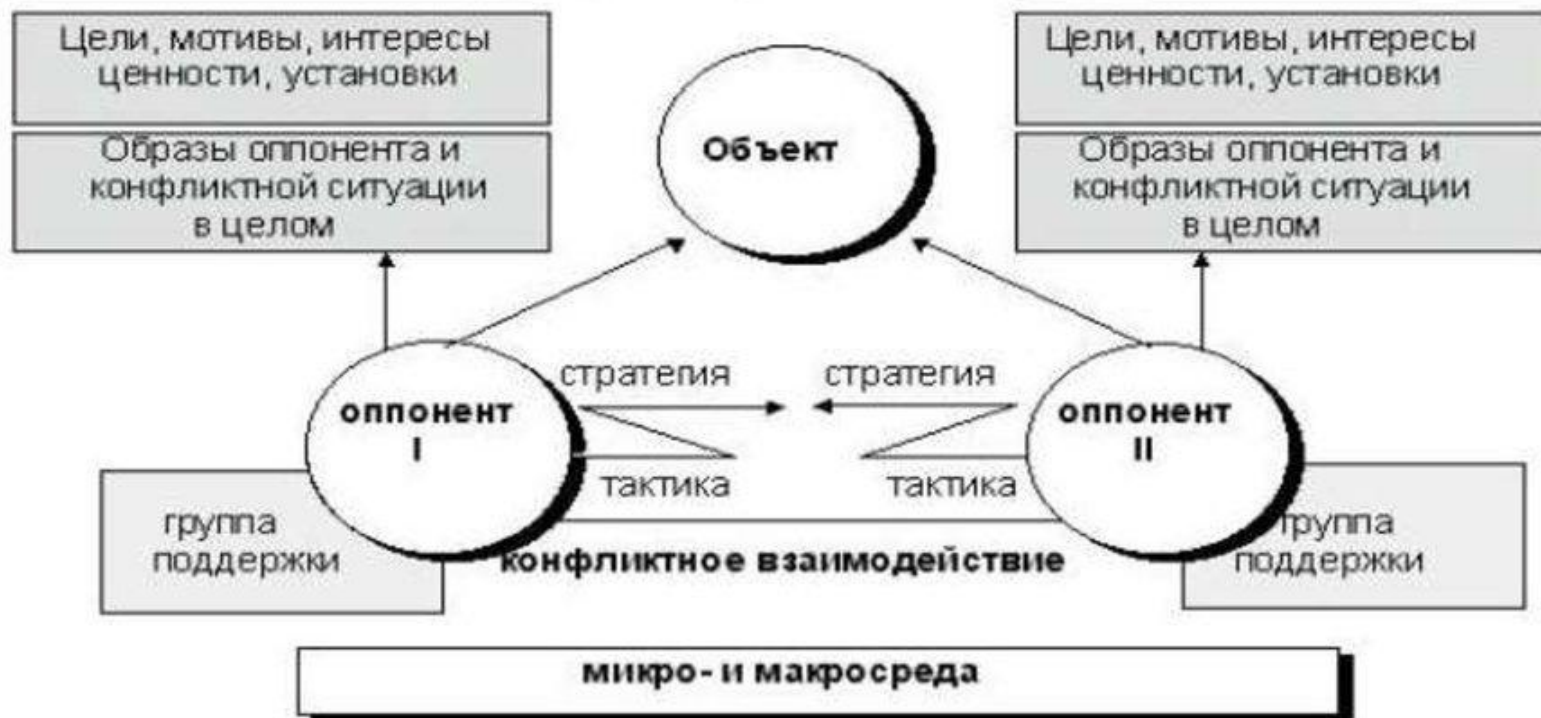 Цели, мотивы, интересы
ценности, установки
Образы оппонента и
конфликтной ситуации
в целом
Объект
Цели, мотивы, интересы
ценности, установки
Образы оппонента и
конфликтной ситуации
в целом
оппонент
I
стратегия
тактика
стратегия
тактика
оппонент
II
группа
поддержки
конфликтное взаимодействие
группа
поддержки
микро- и макросреда